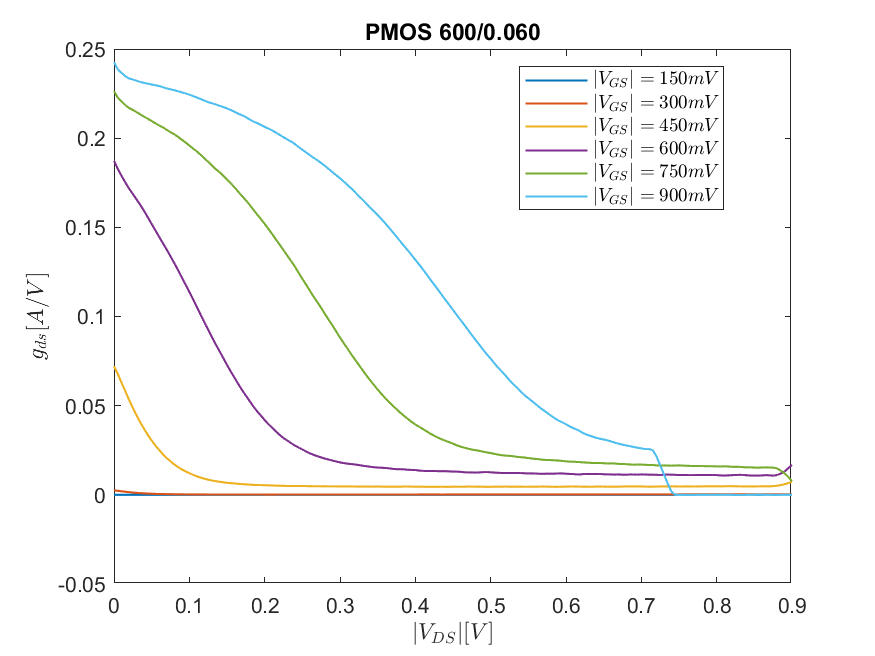 PMOS 600/0.060
0.25
0.2
0.15
0.1
0.05
0
-0.05
g_{ds}[A/V]
|V_{GS}| = 150mV
|V_{GS}| = 300mV
|V_{GS}| = 450mV
|V_{GS}| = 600mV
|V_{GS}| = 750mV
|V_{GS}| = 900mV
0 0.1 0.2 0.3 0.4 0.5 0.6 0.7 0.8 0.9
|V_{DS}|[V]